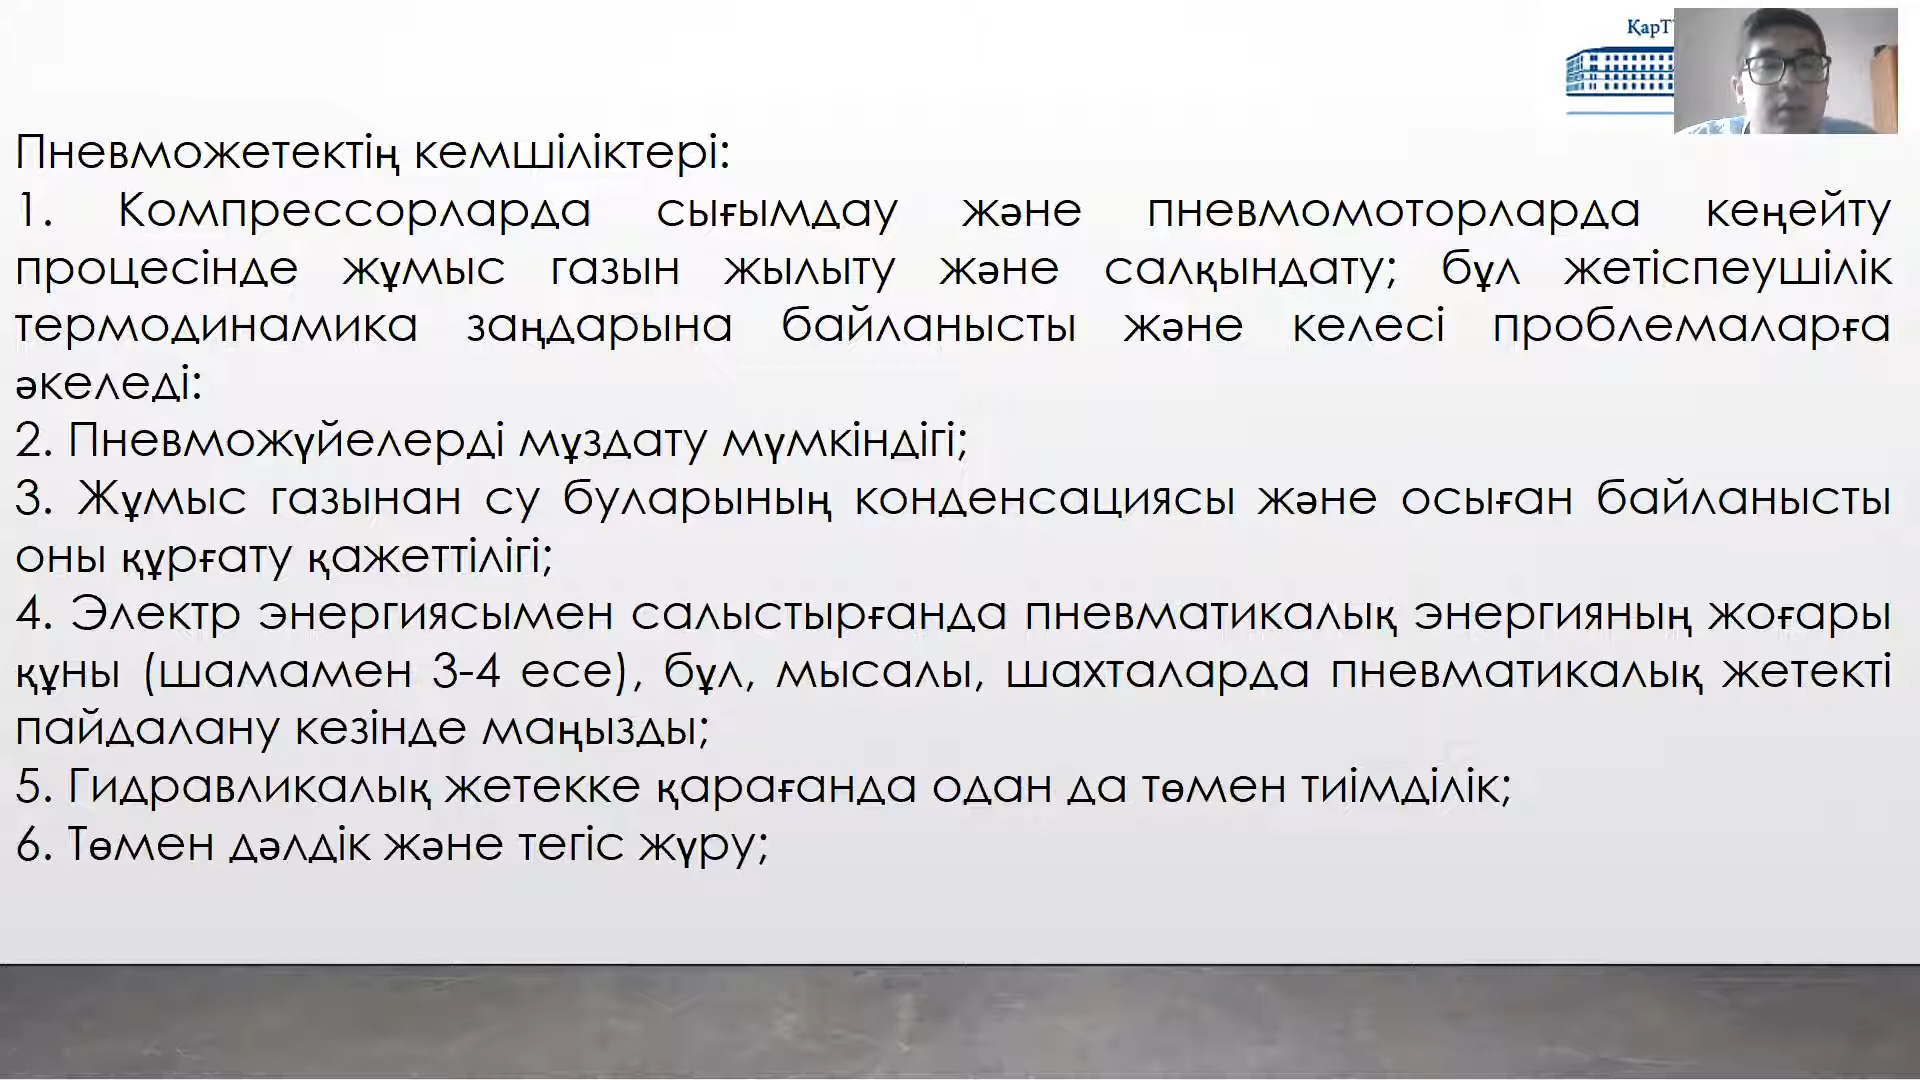 ҚарТ
Пневможетектің кемшіліктері:
1. Компрессорларда сығымдау және пневмомоторларда кеңейту
процесінде жұмыс газын жылыту және салқындату; бұл жетіспеушілік
термодинамика заңдарына байланысты және келесі проблемаларға
әкеледі:
2. Пневможүйелерді мұздату мүмкіндігі;
3. Жұмыс газынан су буларының конденсациясы және осыған байланысты
оны құрғату қажеттілігі;
4. Электр энергиясымен салыстырғанда пневматикалық энергияның жоғары
құны (шамамен 3-4 есе), бұл, мысалы, шахталарда пневматикалық жетекті
пайдалану кезінде маңызды;
5. Гидравликалық жетекке қарағанда одан да төмен тиімділік;
6. Төмен дәлдік және тегіс жүру;